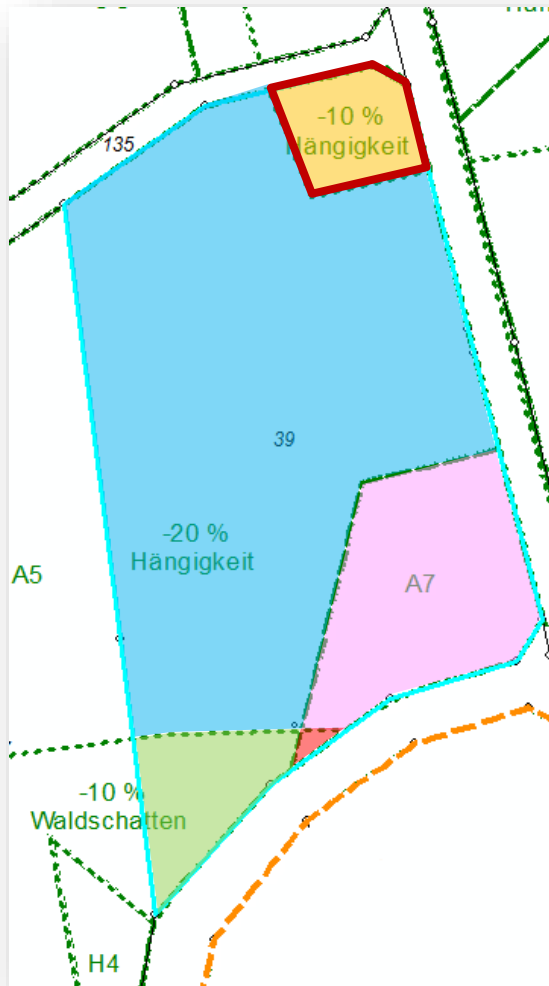 -10 %
Hängigkeit
135
39
-20 %
Hängigkeit
A5
A7
-10 %
Waldschatten
H4